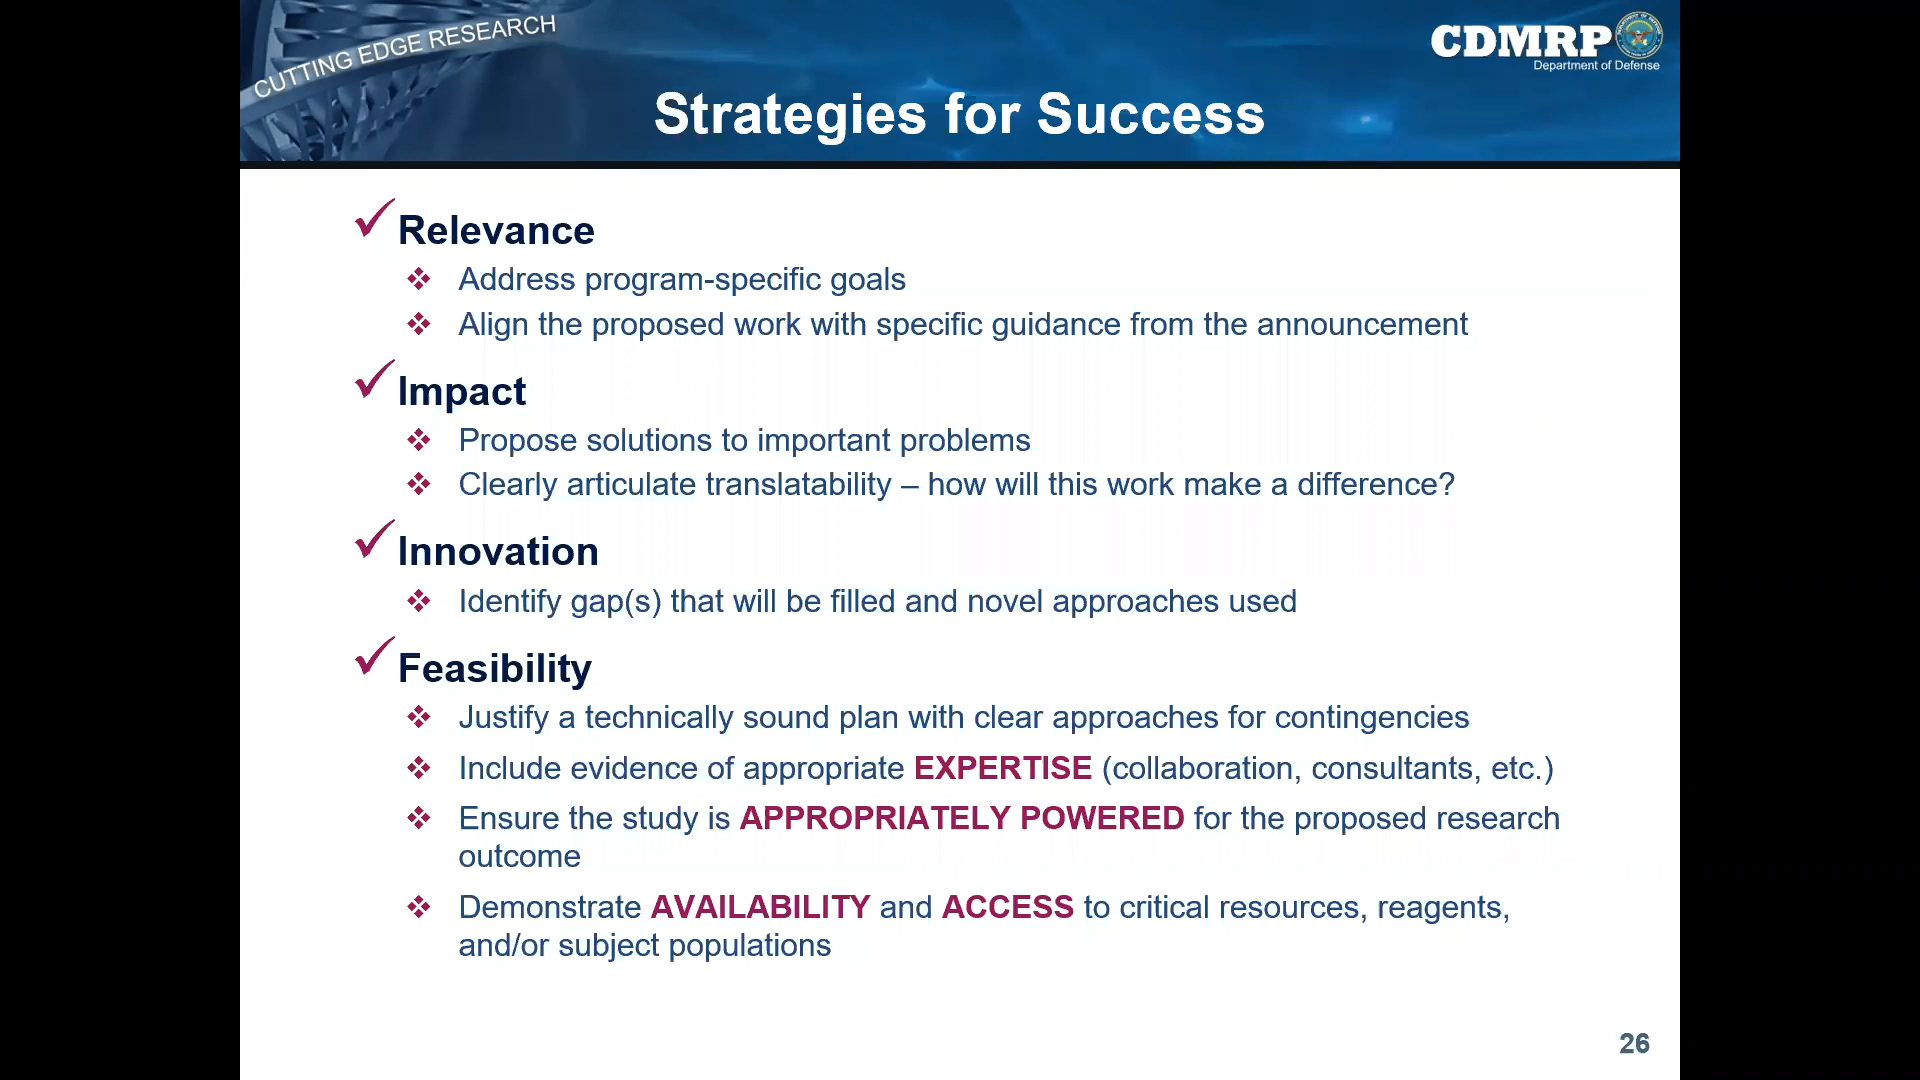 CUTTING EDGE RESEARCH
CDMRP
Department of Defense
Strategies for Success
Relevance
Address program-specific goals
Align the proposed work with specific guidance from the announcement
Impact
Propose solutions to important problems
Clearly articulate translatability – how will this work make a difference?
Innovation
Identify gap(s) that will be filled and novel approaches used
Feasibility
Justify a technically sound plan with clear approaches for contingencies
Include evidence of appropriate EXPERTISE (collaboration, consultants, etc.)
Ensure the study is APPROPRIATELY POWERED for the proposed research
outcome
Demonstrate AVAILABILITY and ACCESS to critical resources, reagents,
and/or subject populations
26